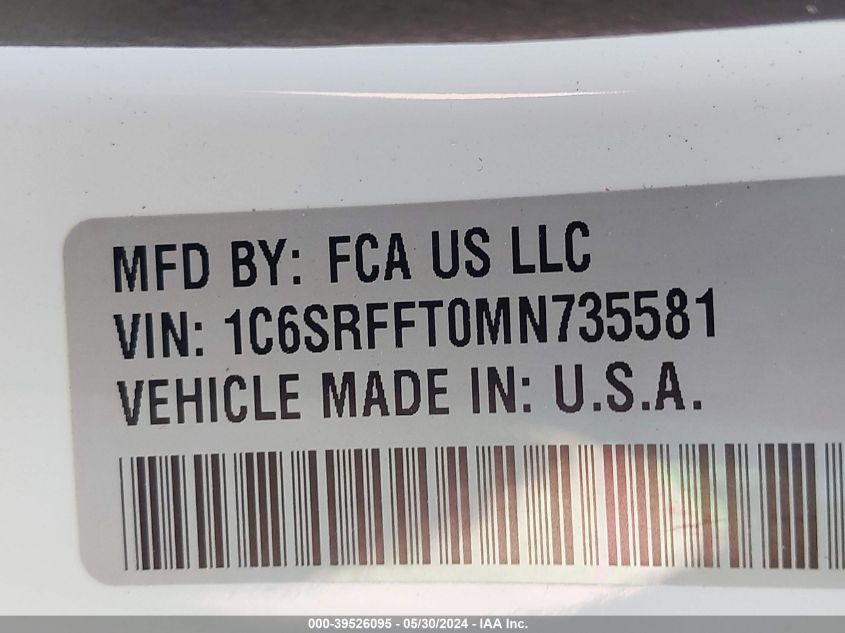 MFD BY: FCA US LLC
VIN: 1C6SRFFT0MN735581
VEHICLE MADE IN: U.S.A.
000-39526095 - 05/30/2024 - IAA Inc.